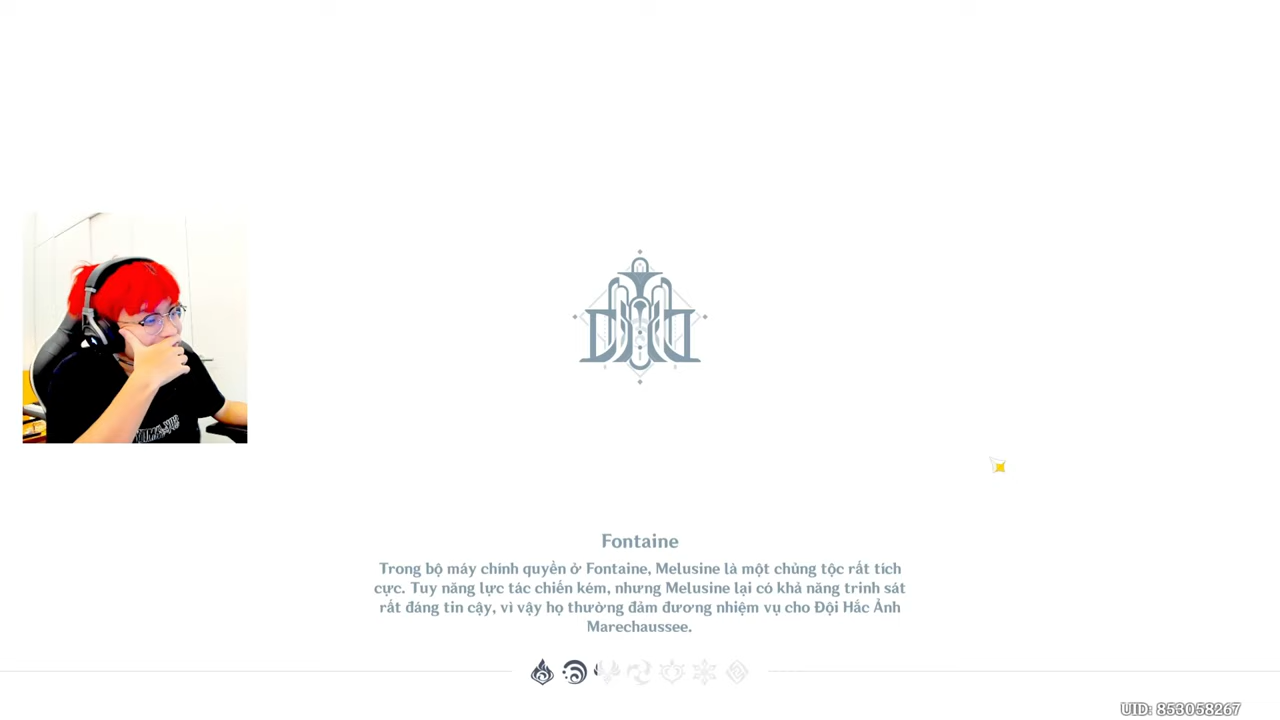 Fontaine
Trong bộ máy chính quyền ở Fontaine, Melusine là một chủng tộc rất tích
cực. Tuy năng lực tác chiến kém, nhưng Melusine lại có khả năng trinh sát
rất đáng tin cậy, vì vậy họ thường đảm đương nhiệm vụ cho Đội Hắc Ảnh
Marechaussee.
UID: 853058267